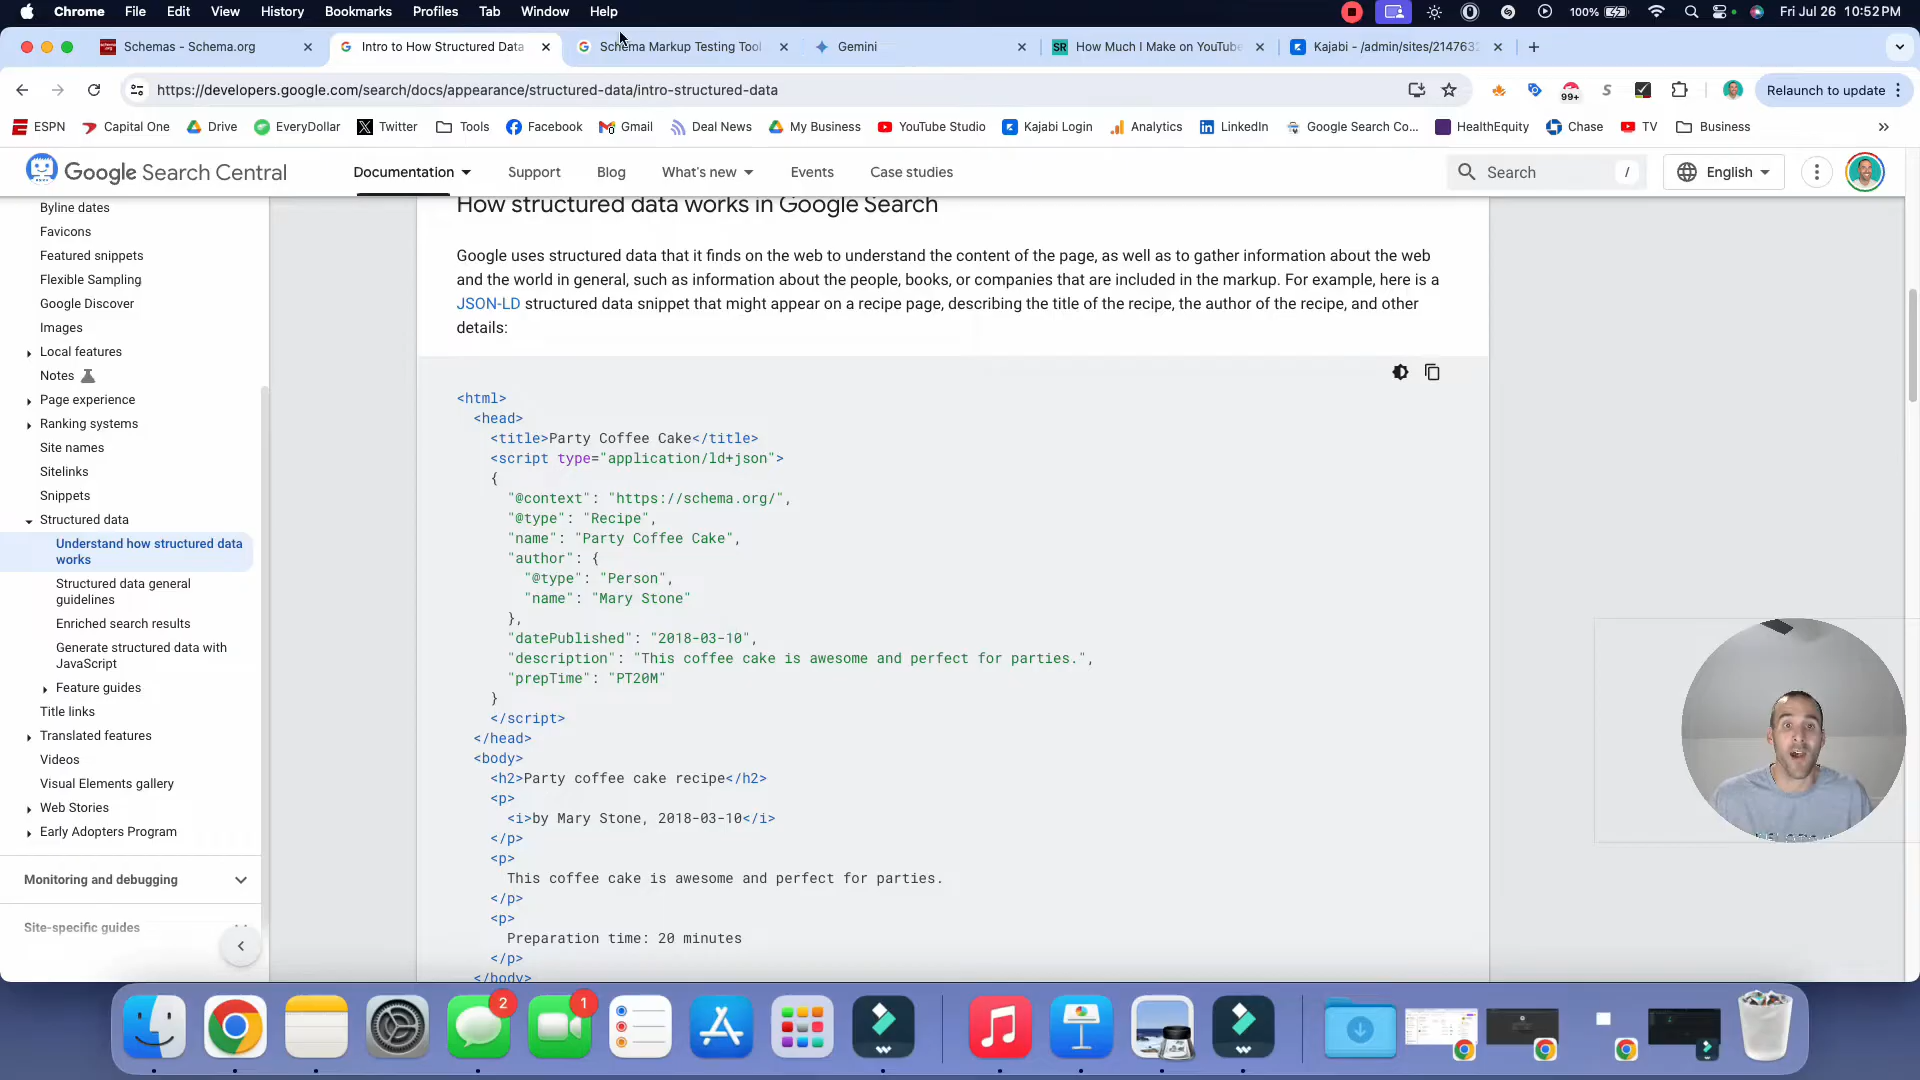 Chrome File Edit View History Bookmarks Profiles Tab Window Help 100% Fri Jul 26 10:52 PM
Schemas - Schema.org Intro to How Structured Data Schema Markup Testing Tool Gemini How Much I Make on YouTube Kajabi - /admin/sites/2147632
https://developers.google.com/search/docs/appearance/structured-data/intro-structured-data 99+ S Relaunch to update
ESPN Capital One Drive EveryDollar Twitter Tools Facebook Gmail Deal News My Business YouTube Studio Kajabi Login Analytics LinkedIn Google Search Co... HealthEquity Chase TV Business
Google Search Central Documentation Support Blog What's new Events Case studies Search / English
Byline dates
Favicons
Featured snippets
Flexible Sampling
Google Discover
Images
Local features
Notes
Page experience
Ranking systems
Site names
Sitelinks
Snippets
Structured data
Understand how structured data
works
Structured data general
guidelines
Enriched search results
Generate structured data with
JavaScript
Feature guides
Title links
Translated features
Videos
Visual Elements gallery
Web Stories
Early Adopters Program
Monitoring and debugging
Site-specific guides
How structured data works in Google Search
Google uses structured data that it finds on the web to understand the content of the page, as well as to gather information about the web
and the world in general, such as information about the people, books, or companies that are included in the markup. For example, here is a
JSON-LD structured data snippet that might appear on a recipe page, describing the title of the recipe, the author of the recipe, and other
details:
<html>
<head>
<title>Party Coffee Cake</title>
<script type="application/ld+json">
{
"@context": "https://schema.org/",
"@type": "Recipe",
"name": "Party Coffee Cake",
"author": {
"@type": "Person",
"name": "Mary Stone"
},
"datePublished": "2018-03-10",
"description": "This coffee cake is awesome and perfect for parties.",
"prepTime": "PT20M"
}
</script>
</head>
<body>
<h2>Party coffee cake recipe</h2>
<p>
<i>by Mary Stone, 2018-03-10</i>
</p>
<p>
This coffee cake is awesome and perfect for parties.
</p>
<p>
Preparation time: 20 minutes
</p>
</body>
2 1